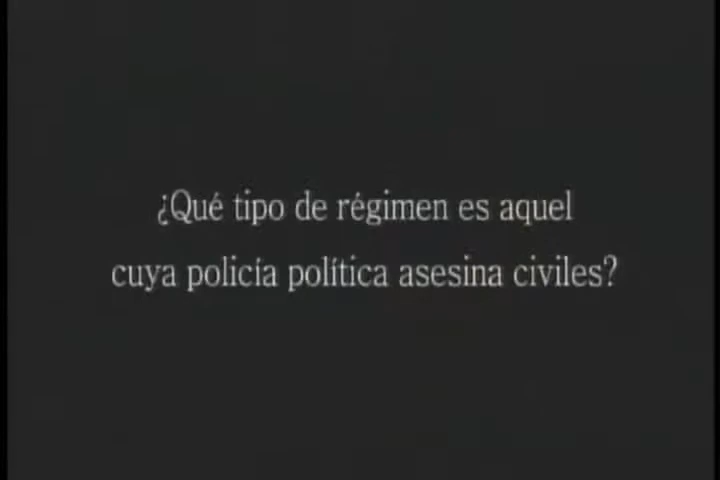 ¿Qué tipo de régimen es aquel
cuya policía política asesina civiles?